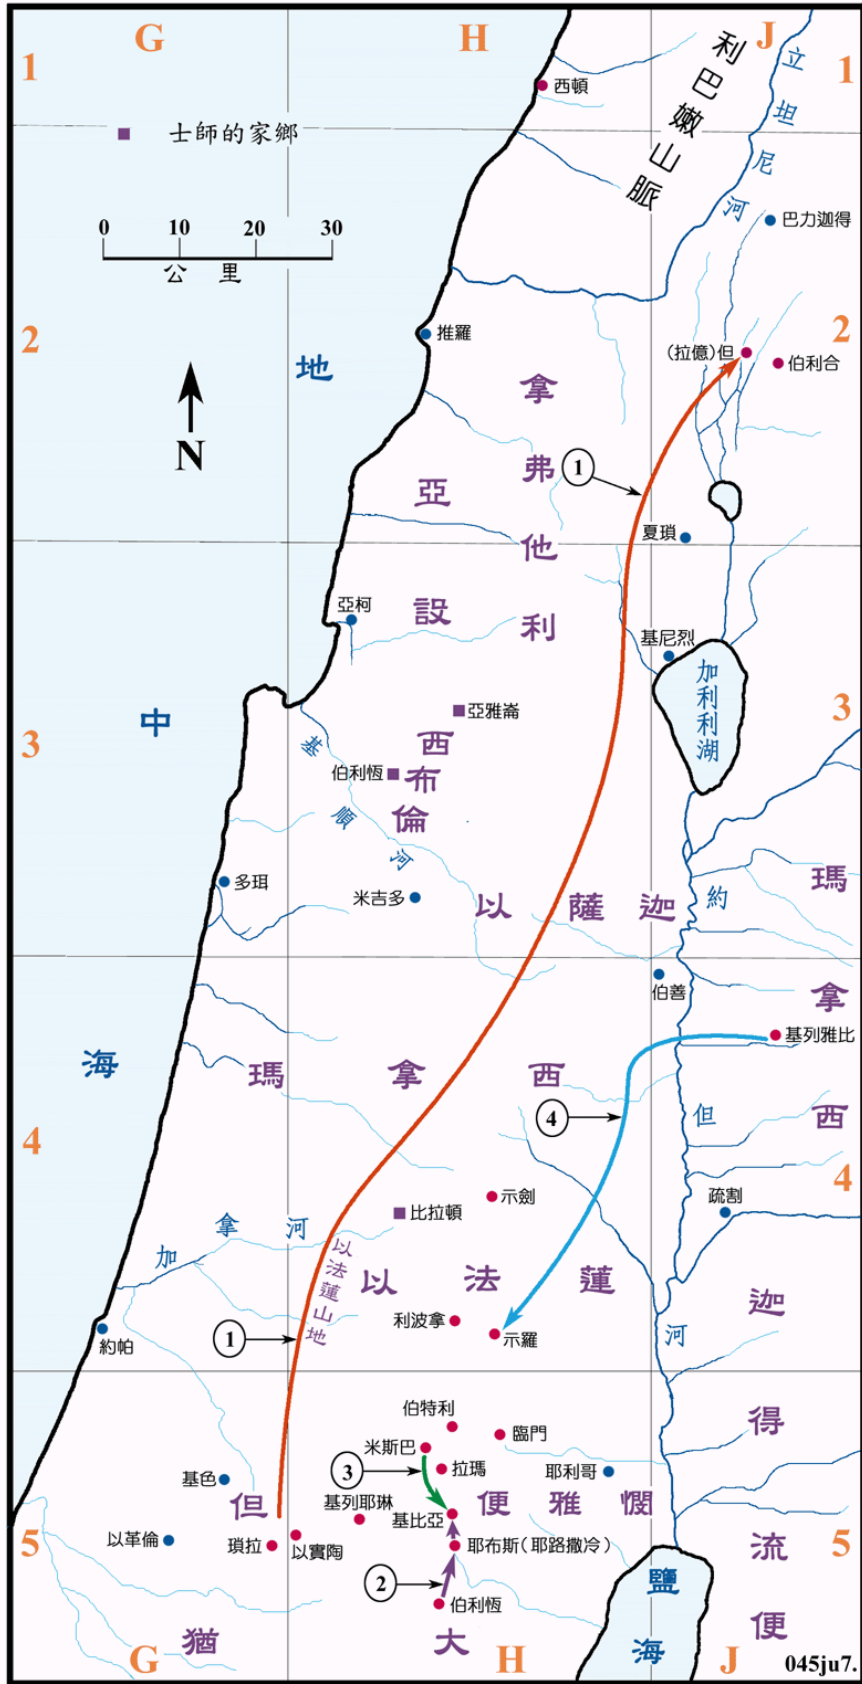 G
H
J
1
1
西頓
利巴嫩山脈
立坦尼河
士師的家鄉
0 10 20 30
公里
巴力迦得
推羅
2
2
地
(拉億)但
伯利合
N
拿弗他利
亞設
1
夏瑣
亞柯
基尼烈
加利利湖
中
3
3
亞雅崙
西布倫
伯利恆
基順河
多珥
米吉多
以薩迦
約
瑪
伯善
拿
基列雅比
海
瑪拿西
西
4
但
4
4
示劍
比拉頓
疏割
加拿河
以法蓮山地
以法蓮
迦
利波拿
示羅
1
約帕
河
伯特利
臨門
得
米斯巴
3
拉瑪
耶利哥
基色
但
基列耶琳
基比亞
便雅憫
5
以革倫
瑣拉
以實陶
耶布斯(耶路撒冷)
流
5
2
伯利恆
鹽
猶
大
海
便
G
H
J
045ju7.